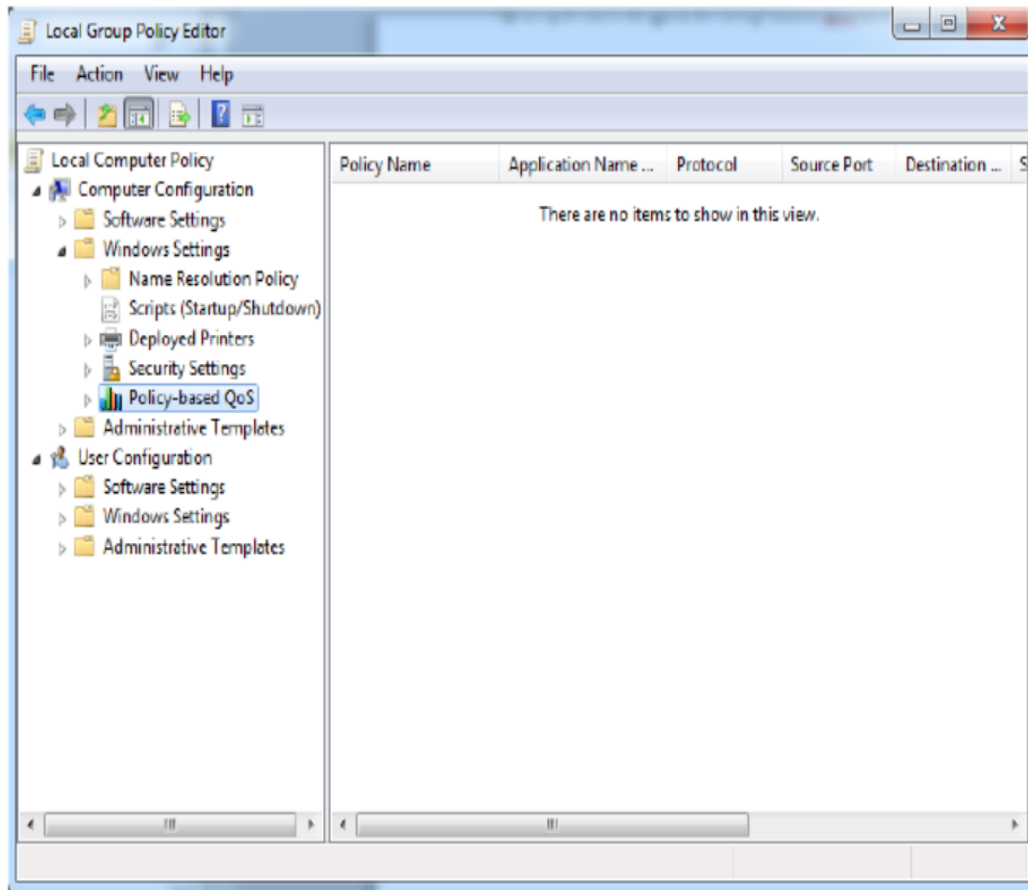 Local Group Policy Editor
File Action View Help
Local Computer Policy
Computer Configuration
Software Settings
Windows Settings
Name Resolution Policy
Scripts (Startup/Shutdown)
Deployed Printers
Security Settings
Policy-based QoS
Administrative Templates
User Configuration
Software Settings
Windows Settings
Administrative Templates
Policy Name Application Name ... Protocol Source Port Destination ... S
There are no items to show in this view.